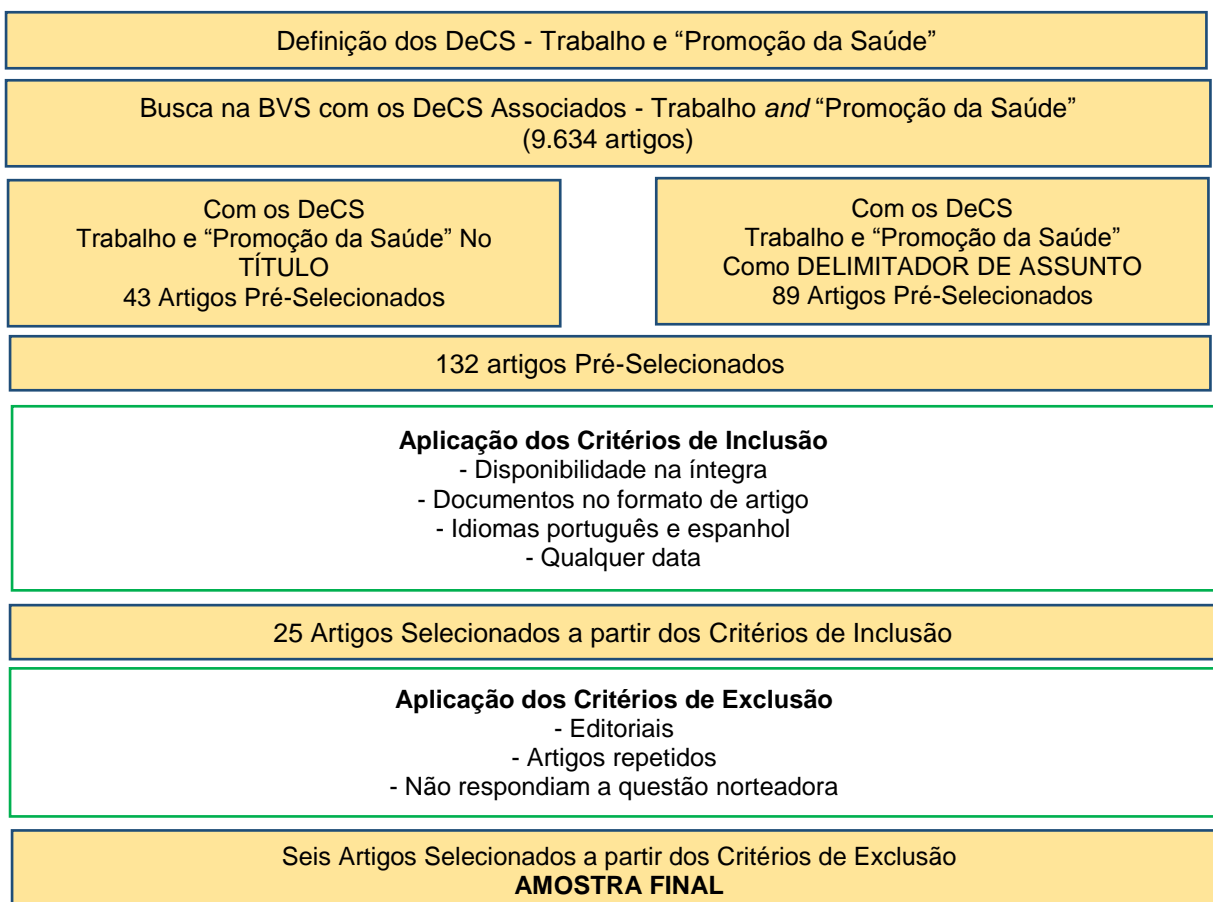 Definição dos DeCS - Trabalho e “Promoção da Saúde”
Busca na BVS com os DeCS Associados - Trabalho and “Promoção da Saúde”
(9.634 artigos)
Com os DeCS
Trabalho e “Promoção da Saúde” No
TÍTULO
43 Artigos Pré-Selecionados
Com os DeCS
Trabalho e “Promoção da Saúde”
Como DELIMITADOR DE ASSUNTO
89 Artigos Pré-Selecionados
132 artigos Pré-Selecionados
Aplicação dos Critérios de Inclusão
- Disponibilidade na íntegra
- Documentos no formato de artigo
- Idiomas português e espanhol
- Qualquer data
25 Artigos Selecionados a partir dos Critérios de Inclusão
Aplicação dos Critérios de Exclusão
- Editoriais
- Artigos repetidos
- Não respondiam a questão norteadora
Seis Artigos Selecionados a partir dos Critérios de Exclusão
AMOSTRA FINAL